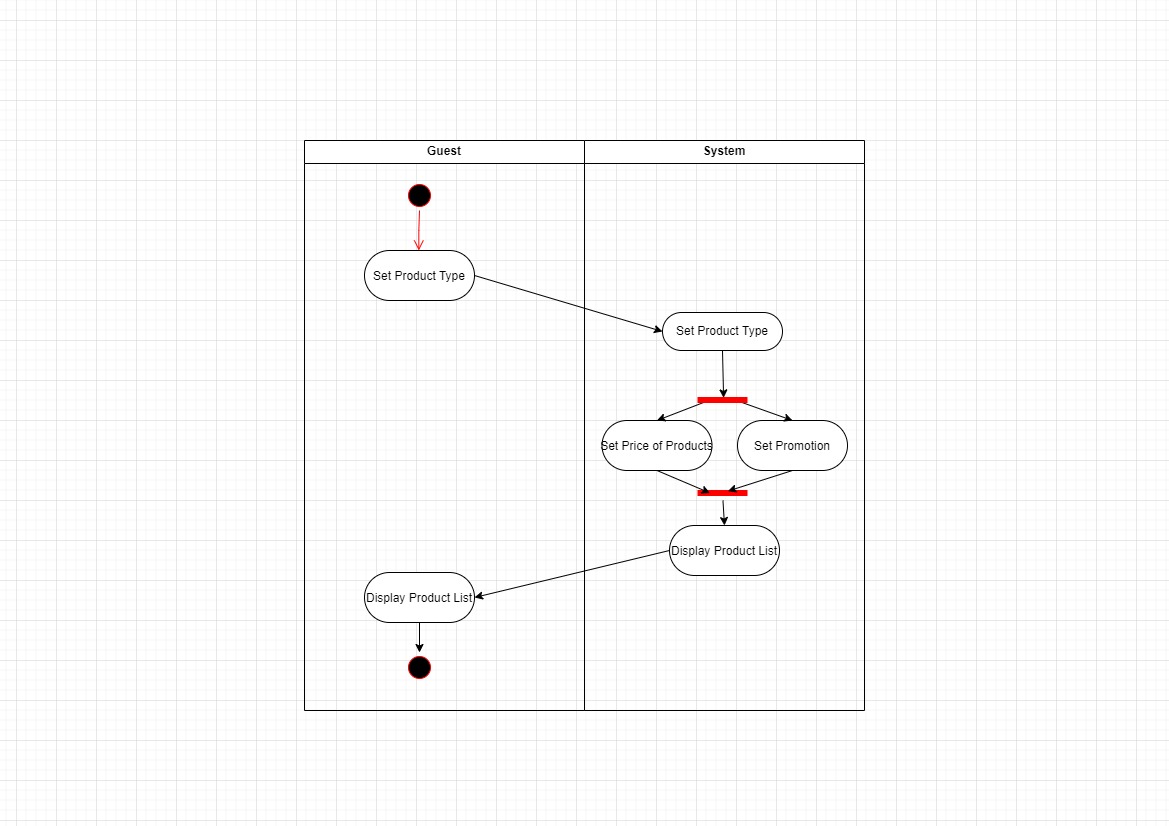 Guest
System
Set Product Type
Set Product Type
Set Price of Products
Set Promotion
Display Product List
Display Product List